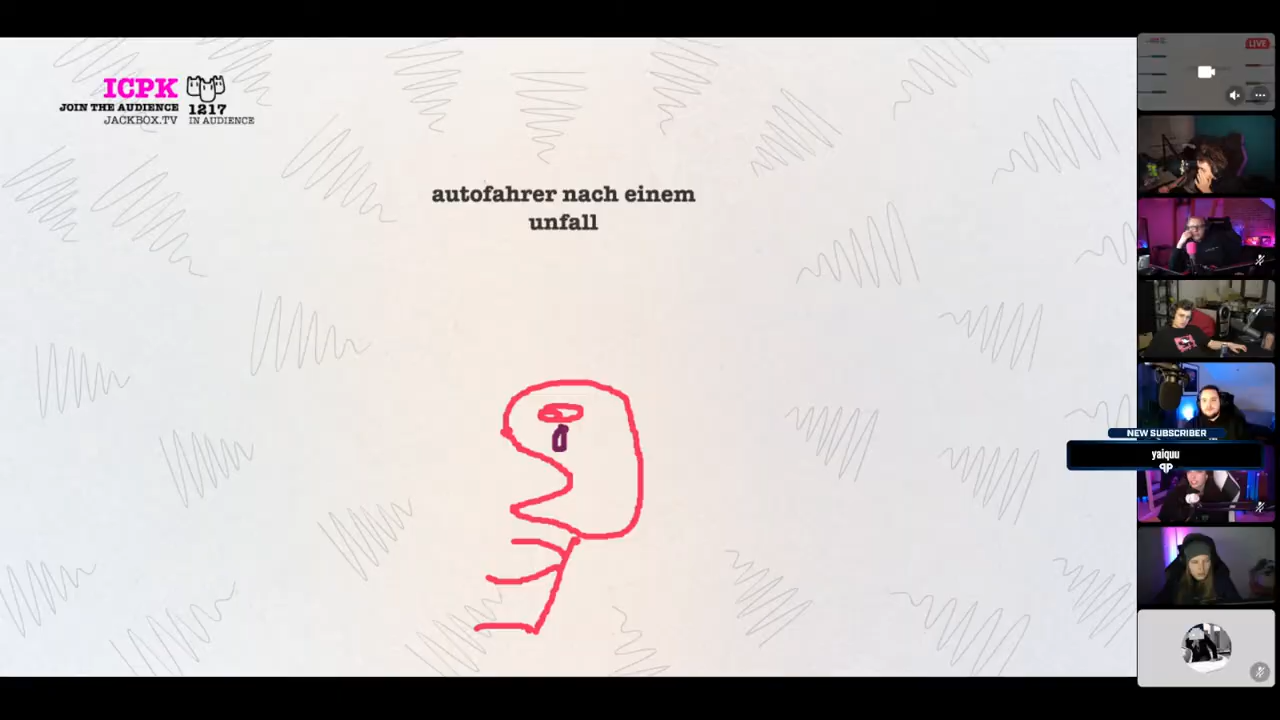 ICPK
JOIN THE AUDIENCE
JACKBOX.TV
1217
IN AUDIENCE
autofahrer nach einem
unfall
LIVE
NEW SUBSCRIBER
yaiquu